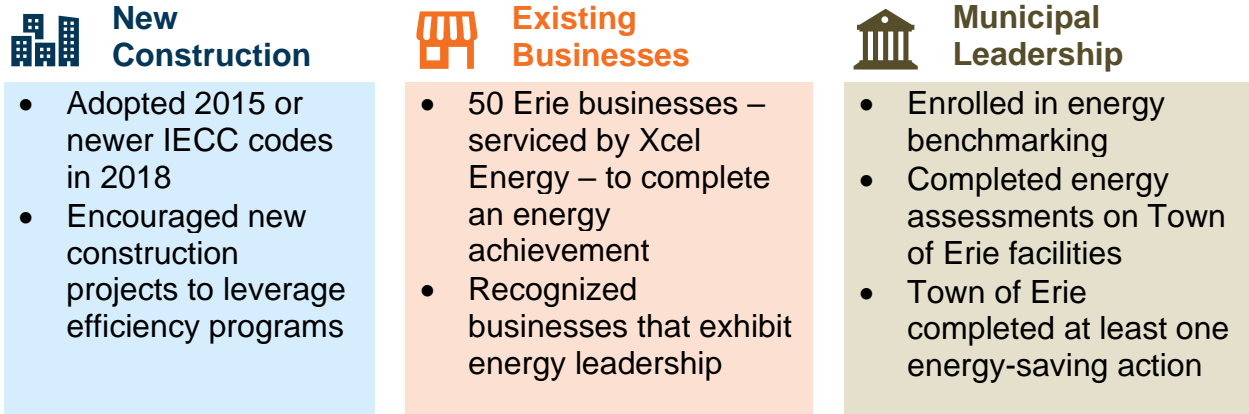 New
Construction
• Adopted 2015 or
newer IECC codes
in 2018
• Encouraged new
construction
projects to leverage
efficiency programs
Existing
Businesses
• 50 Erie businesses –
serviced by Xcel
Energy – to complete
an energy
achievement
• Recognized
businesses that exhibit
energy leadership
Municipal
Leadership
• Enrolled in energy
benchmarking
• Completed energy
assessments on Town
of Erie facilities
• Town of Erie
completed at least one
energy-saving action